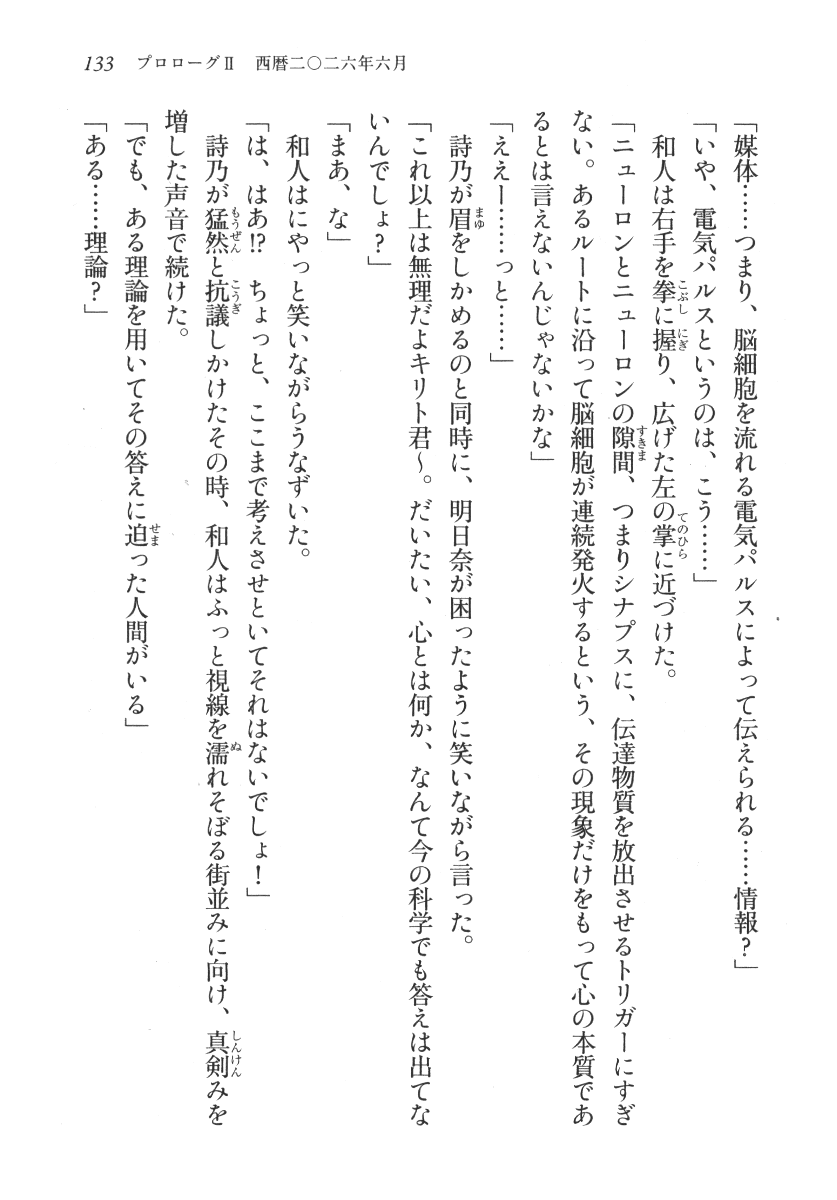 133 プロローグⅡ 西暦二〇二六年六月
「媒体……つまり、脳細胞を流れる電気パルスによって伝えられる……情報？」
「いや、電気パルスというのは、こう……」
　和人は右手を拳に握り、広げた左の掌に近づけた。
「ニューロンとニューロンの隙間、つまりシナプスに、伝達物質を放出させるトリガーにすぎ
ない。あるルートに沿って脳細胞が連続発火するという、その現象だけをもって心の本質であ
るとは言えないんじゃないかな」
「ええー……っと……」
　詩乃が眉をしかめるのと同時に、明日奈が困ったように笑いながら言った。
「これ以上は無理だよキリト君〜。だいたい、心とは何か、なんて今の科学でも答えは出てな
いんでしょ？」
「まあ、な」
　和人はにやっと笑いながらうなずいた。
「は、はあ!?　ちょっと、ここまで考えさせといてそれはないでしょ！」
　詩乃が猛然と抗議しかけたその時、和人はふっと視線を濡れそぼる街並みに向け、真剣みを
増した声音で続けた。
「でも、ある理論を用いてその答えに迫った人間がいる」
「ある……理論？」